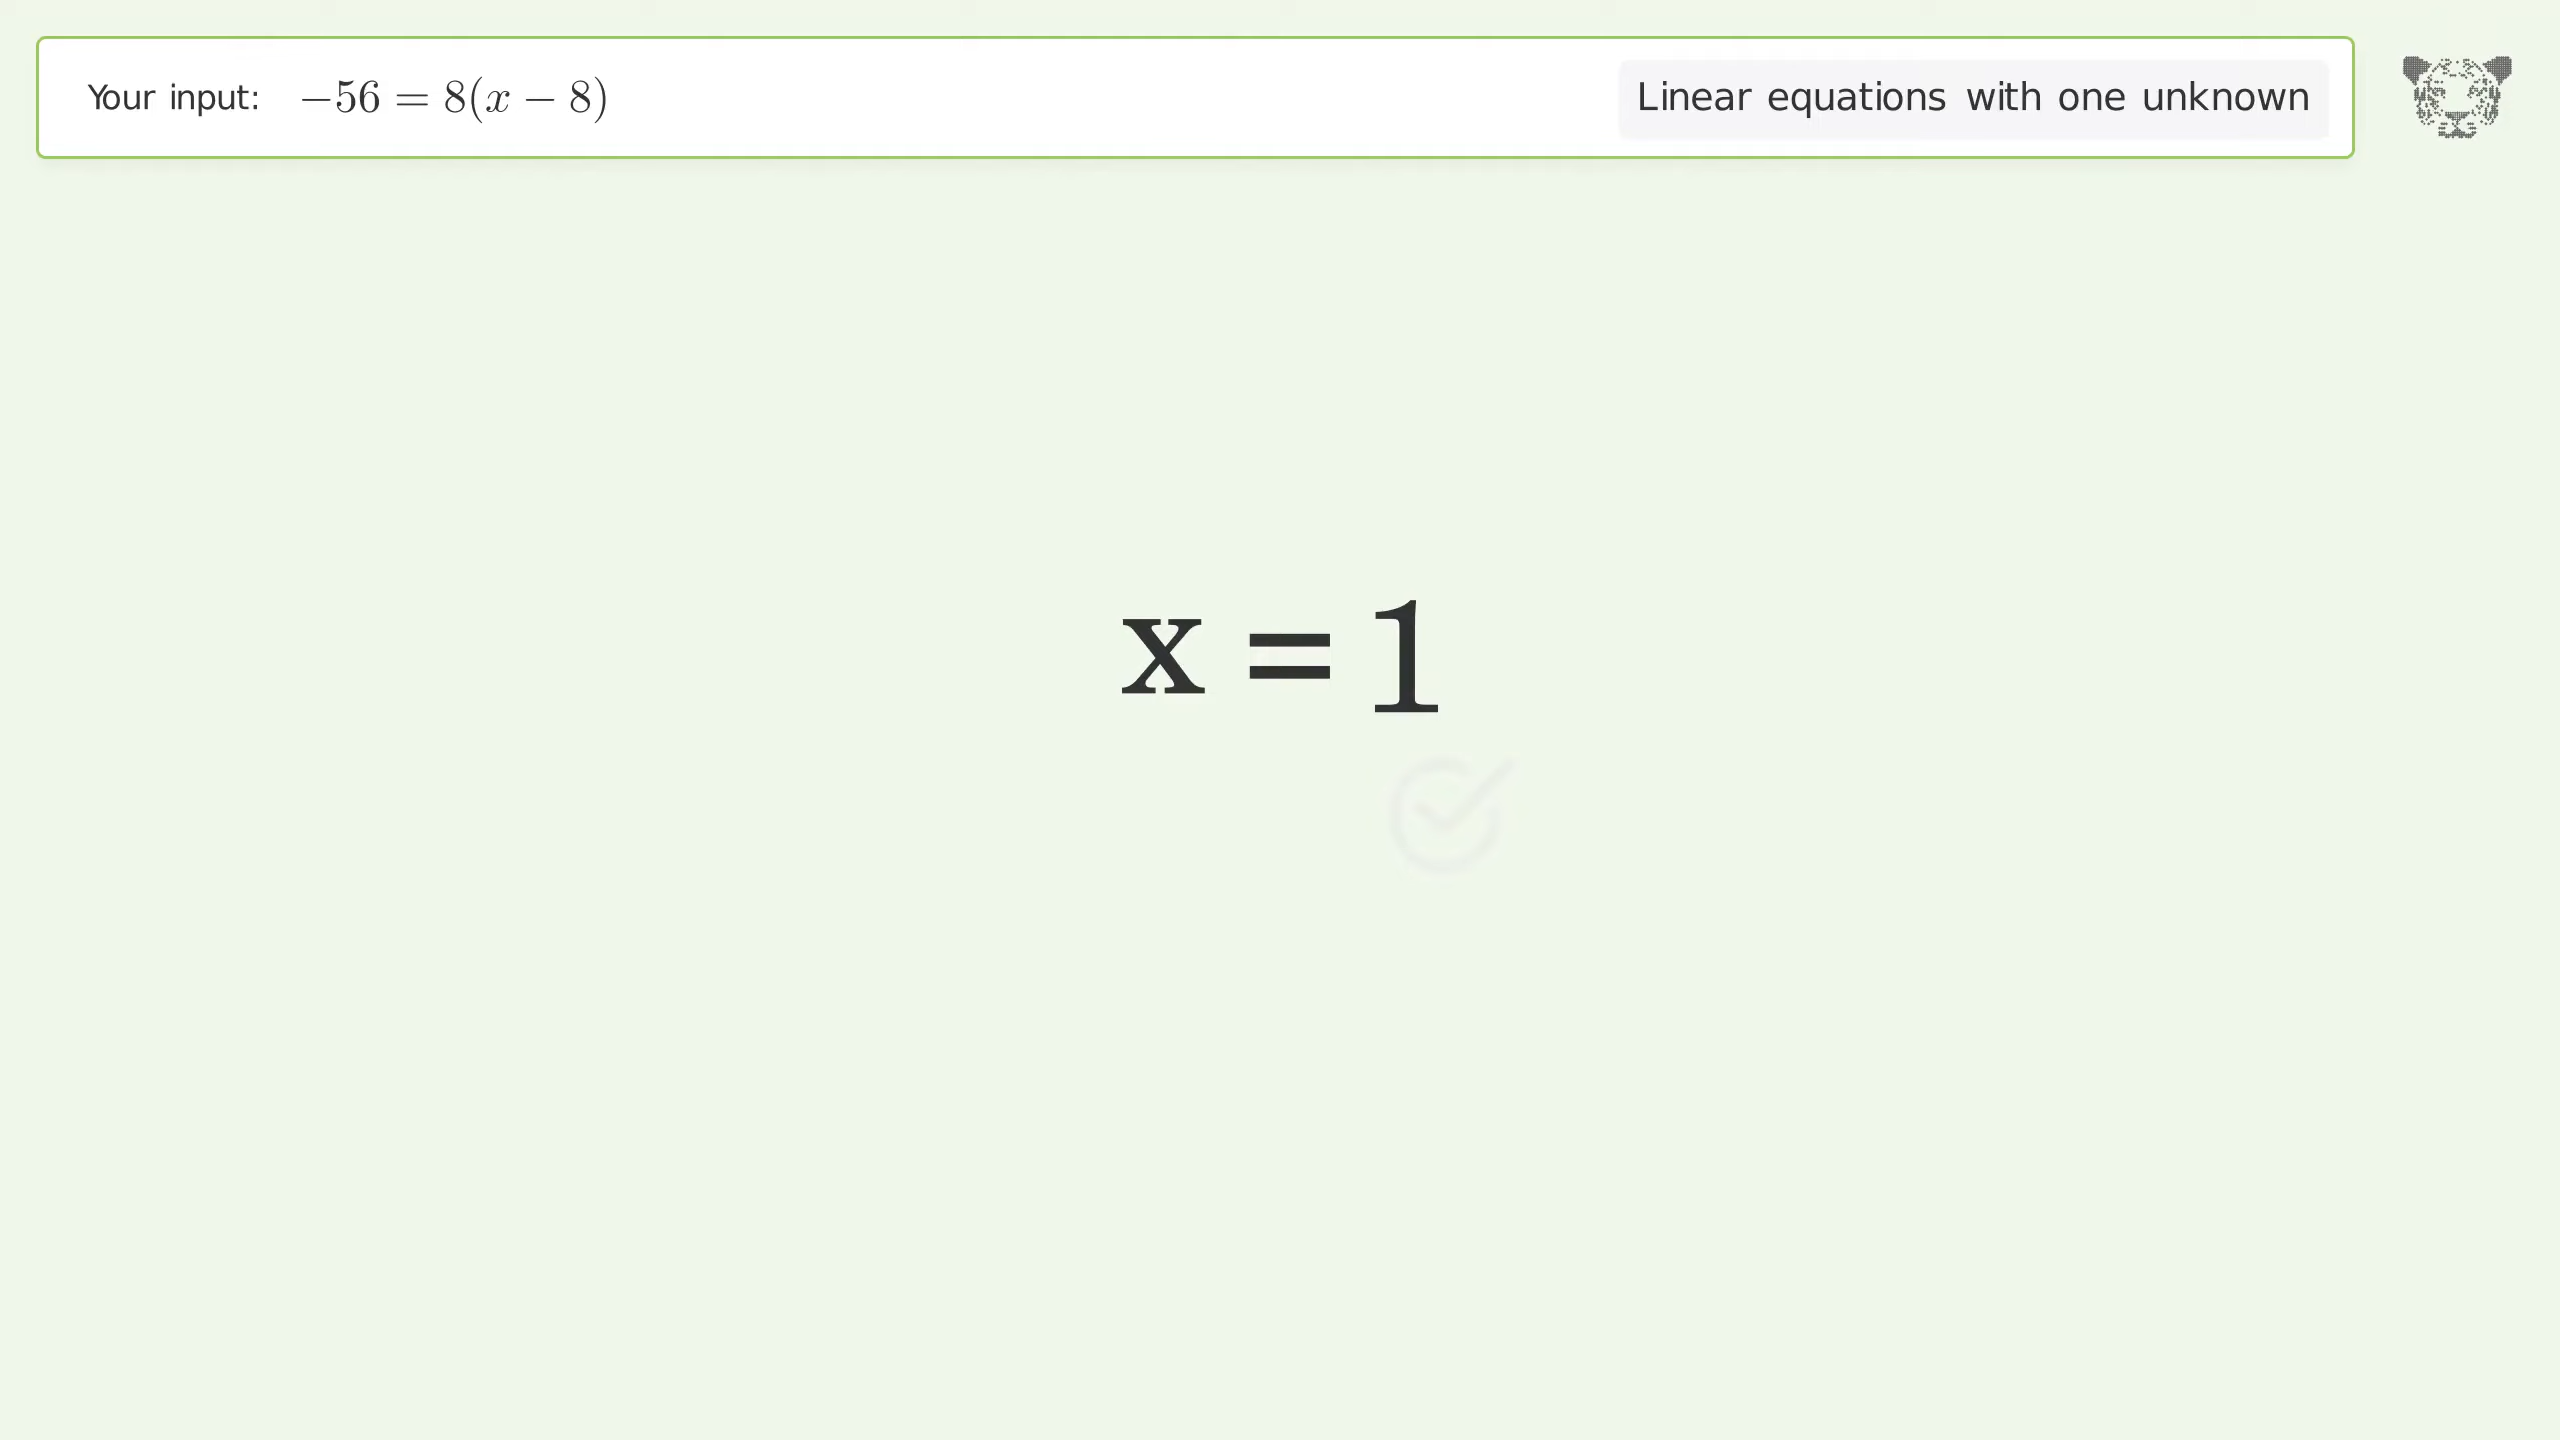 Your input: −56 = 8(x − 8)
Linear equations with one unknown
x = 1